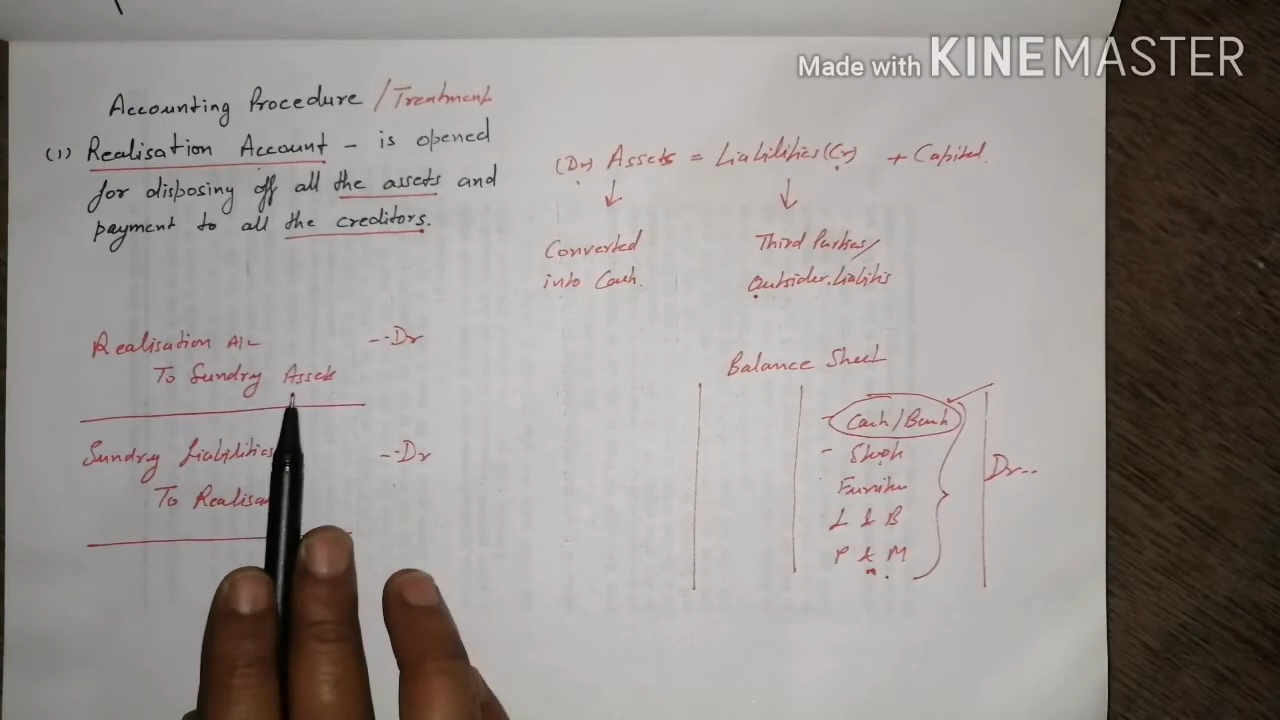 Made with KINEMASTER
Accounting Procedure / Treatment
(1) Realisation Account - is opened
for disposing off all the assets and
payment to all the creditors.
Realisation A/c --Dr
To Sundry Assets
Sundry Liabilities --Dr
To Realisa
(Dr) Assets = Liabilities (Cr) + Capital.
Converted
into Cash.
Third Parties/
Outsider. Liabilitis
Balance Sheet
- Cash/Bank
- Stock
Furnitu
L & B
P & M
Dr--